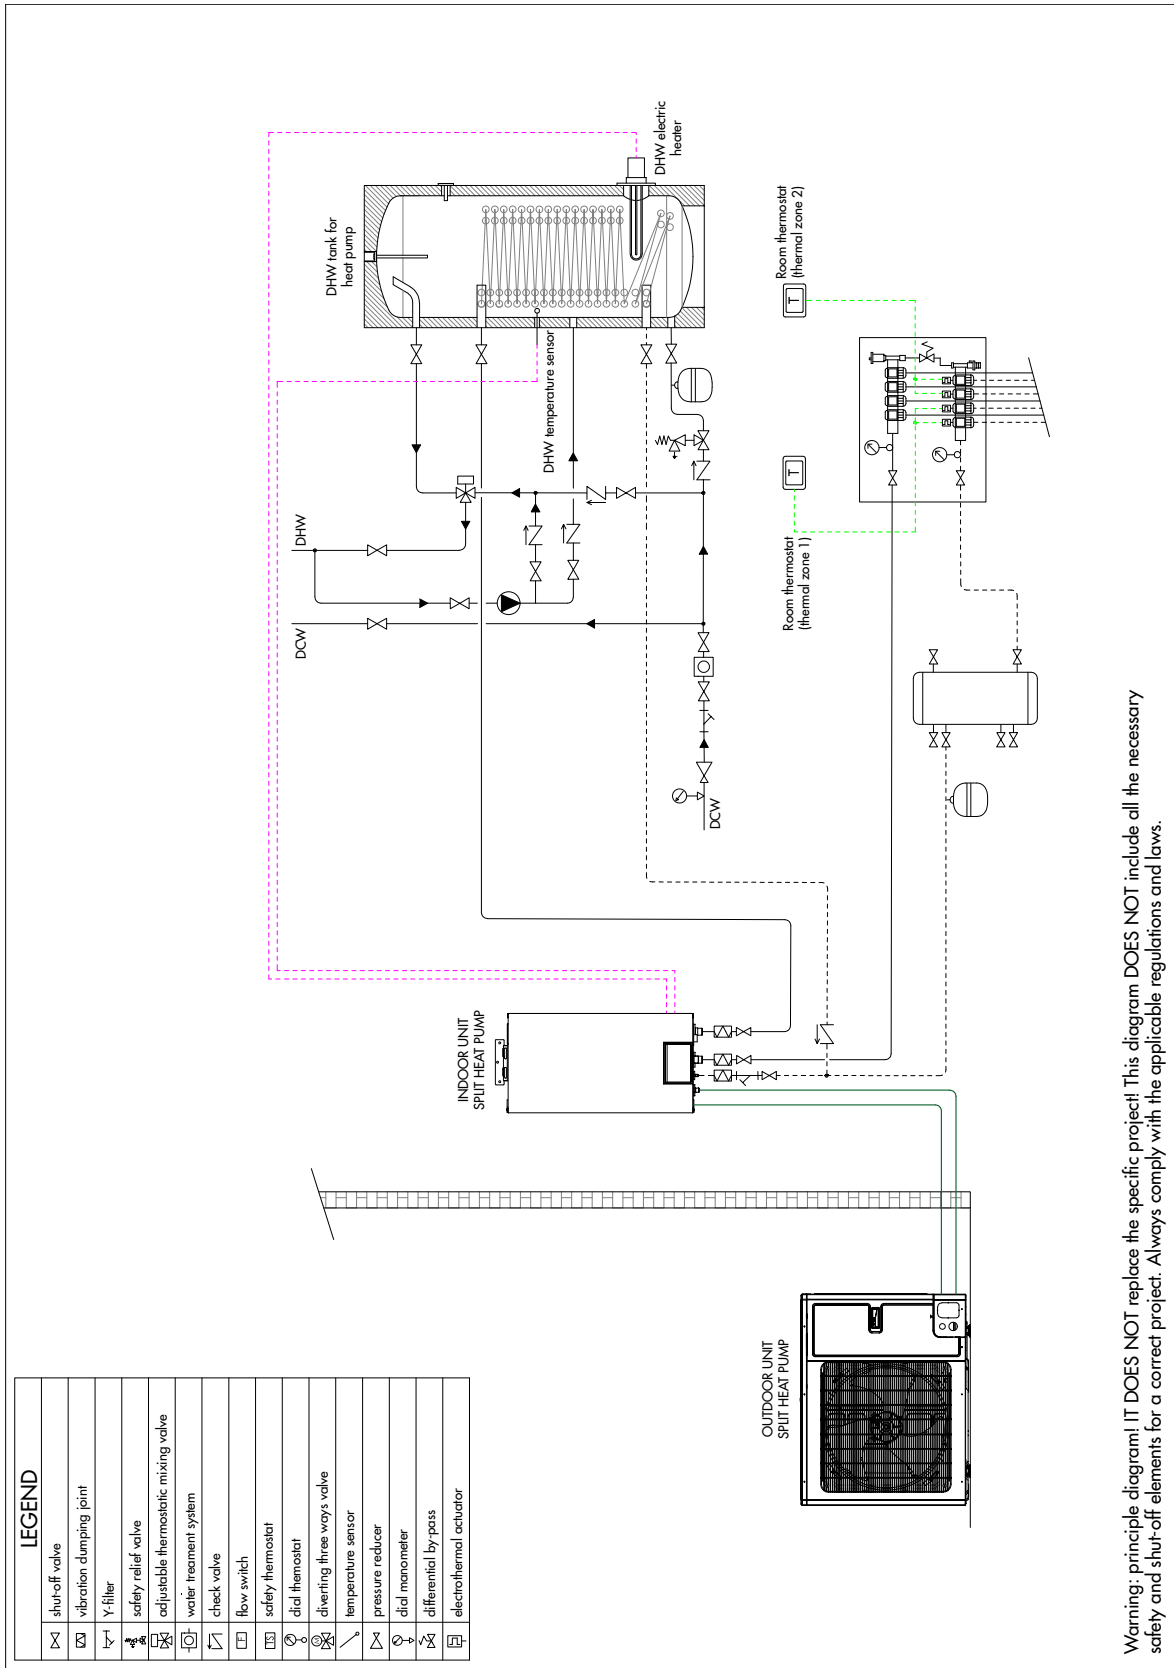 LEGEND
shut-off valve
vibration dumping joint
Y-filter
safety relief valve
adjustable thermostatic mixing valve
water treament system
check valve
F flow switch
TS safety thermostat
dial themostat
M diverting three ways valve
temperature sensor
pressure reducer
dial manometer
differential by-pass
electrothermal actuator
OUTDOOR UNIT
SPLIT HEAT PUMP
INDOOR UNIT
SPLIT HEAT PUMP
DHW tank for
heat pump
DHW electric
heater
DHW temperature sensor
DHW
DCW
DCW
Room thermostat
(thermal zone 1)
T
Room thermostat
(thermal zone 2)
T
Warning: principle diagram! IT DOES NOT replace the specific project! This diagram DOES NOT include all the necessary
safety and shut-off elements for a correct project. Always comply with the applicable regulations and laws.